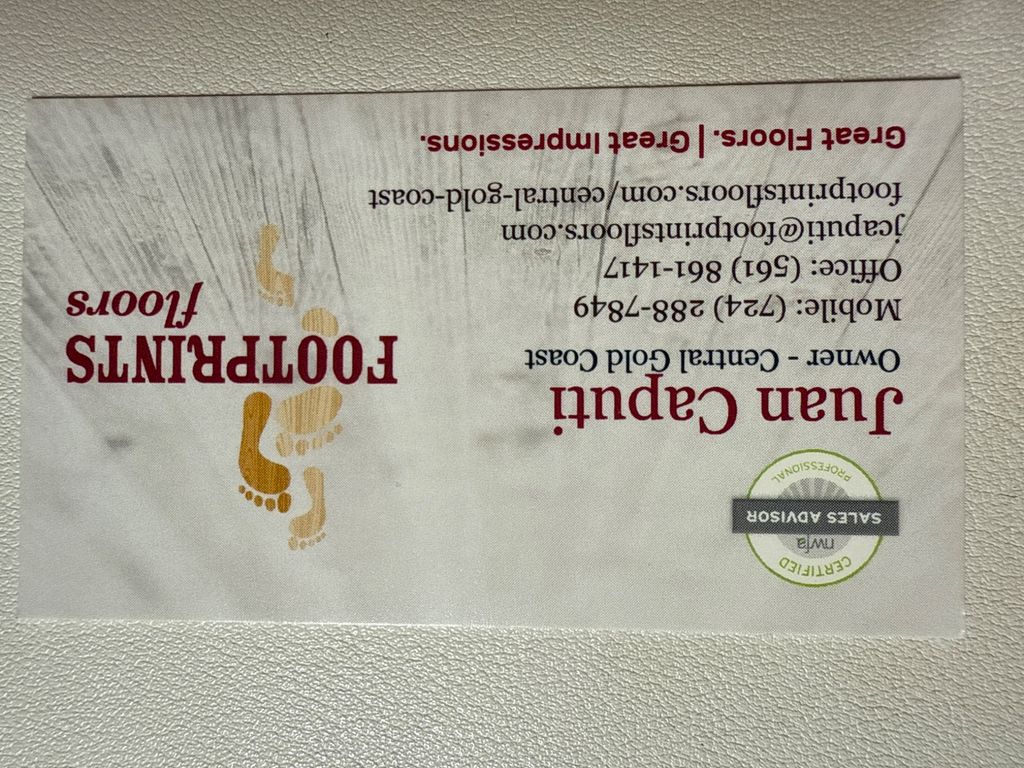 CERTIFIED
nwfa
SALES ADVISOR
PROFESSIONAL
Juan Caputi
Owner - Central Gold Coast
Mobile: (724) 288-7849
Office: (561) 861-1417
jcaputi@footprintsfloors.com
footprintsfloors.com/central-gold-coast
Great Floors. | Great Impressions.
FOOTPRINTS
floors